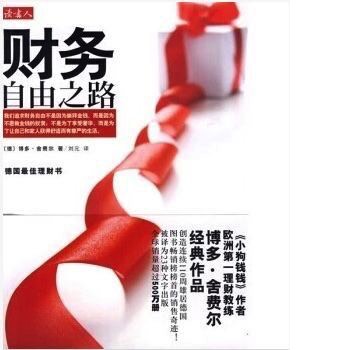 读书人
财务
自由之路
我们追求财务自由不是因为崇拜金钱,而是因为
不愿做金钱的奴隶,不是为了享受奢华,而是为
了让自己和家人获得舒适而有尊严的生活。
〔德〕博多·舍费尔 著/刘元 译
德国最佳理财书
《小狗钱钱》作者
欧洲第一理财教练
博多·舍费尔
经典作品
创造连续110周雄居德国
图书畅销榜榜首的销售奇迹!
被译为23种文字出版
全球销量超过500万册